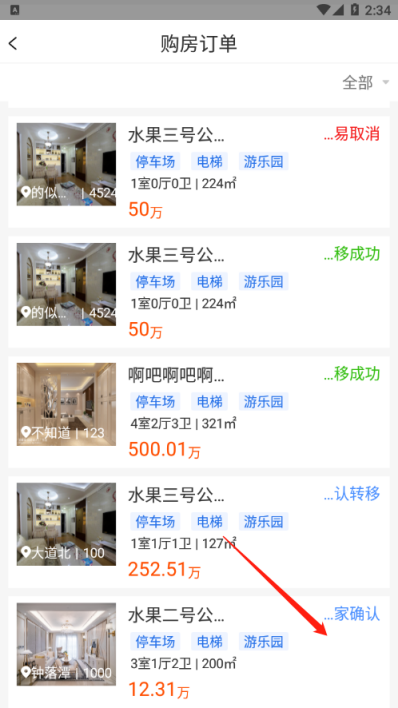 A
2:34
购房订单
全部
水果三号公... ...易取消
停车场 电梯 游乐园
1室0厅0卫 | 224㎡
的似... | 4524
50万
水果三号公... ...移成功
停车场 电梯 游乐园
1室0厅0卫 | 224㎡
的似... | 4524
50万
啊吧啊吧啊... ...移成功
停车场 电梯 游乐园
4室2厅3卫 | 321㎡
不知道 | 123
500.01万
水果三号公... ...认转移
停车场 电梯 游乐园
1室1厅1卫 | 127㎡
大道北 | 100
252.51万
水果二号公... ...家确认
停车场 电梯 游乐园
3室1厅2卫 | 200㎡
钟落潭 | 1000
12.31万